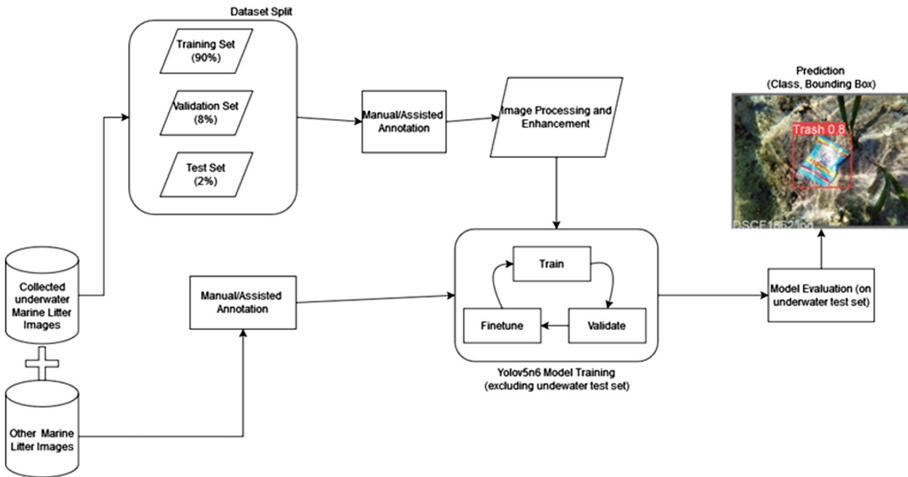 Dataset Split
Training Set
(90%)
Validation Set
(8%)
Test Set
(2%)
Manual/Assisted
Annotation
Image Processing and
Enhancement
Prediction
(Class, Bounding Box)
Trash 0.8
Collected
underwater
Marine Litter
Images
Manual/Assisted
Annotation
Train
Finetune
Validate
Yolov5n6 Model Training
(excluding undewater test set)
Model Evaluation (on
underwater test set)
Other Marine
Litter Images